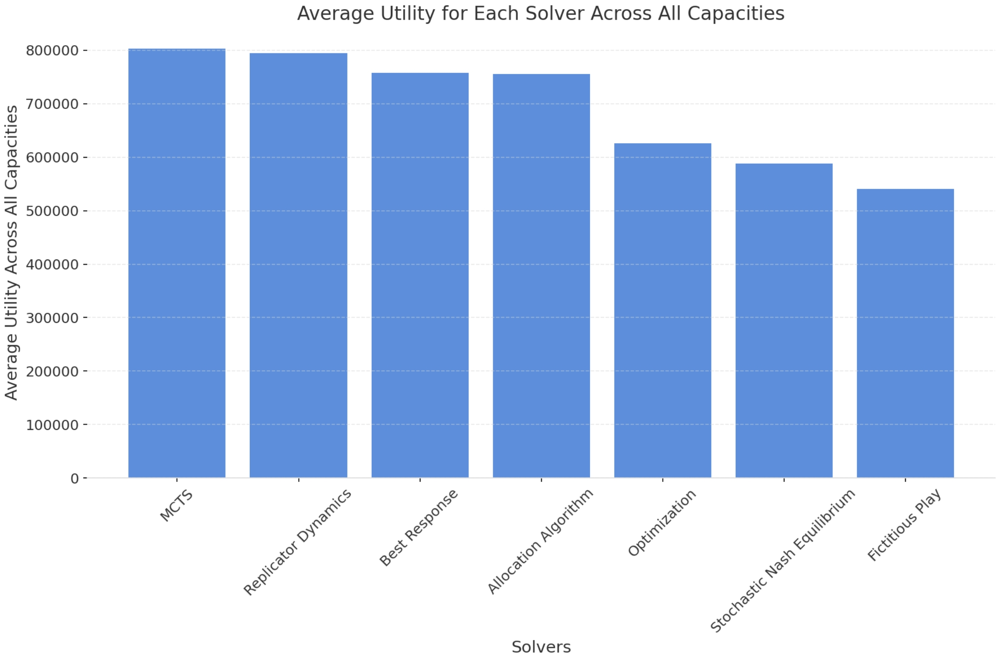 Average Utility for Each Solver Across All Capacities
Average Utility Across All Capacities
800000
700000
600000
500000
400000
300000
200000
100000
0
MCTS
Replicator Dynamics
Best Response
Allocation Algorithm
Optimization
Stochastic Nash Equilibrium
Fictitious Play
Solvers